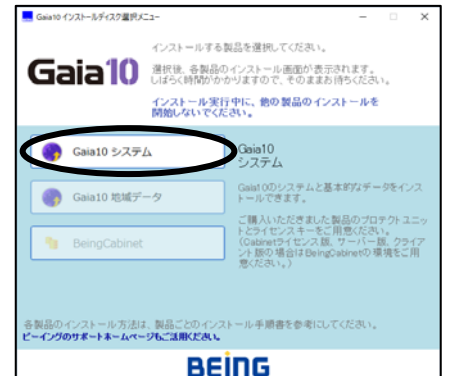 Gaia10 インストールディスク選択メニュー
Gaia10
インストールする製品を選択してください。
選択後、各製品のインストール画面が表示されます。
しばらく時間がかかりますので、そのままお待ちください。
インストール実行中に、他の製品のインストールを
開始しないでください。
Gaia10 システム
Gaia10 地域データ
BeingCabinet
Gaia10
システム
Gaia10のシステムと基本的なデータをインス
トールできます。
ご購入いただきました製品のプロテクトユニッ
トとライセンスキーをご用意ください。
(Cabinetライセンス版、サーバー版、クライア
ント版の場合はBeingCabinetの環境をご用
意ください。)
各製品のインストール方法は、製品ごとのインストール手順書を参考にしてください。
ビーイングのサポートホームページもご活用ください。
BEING